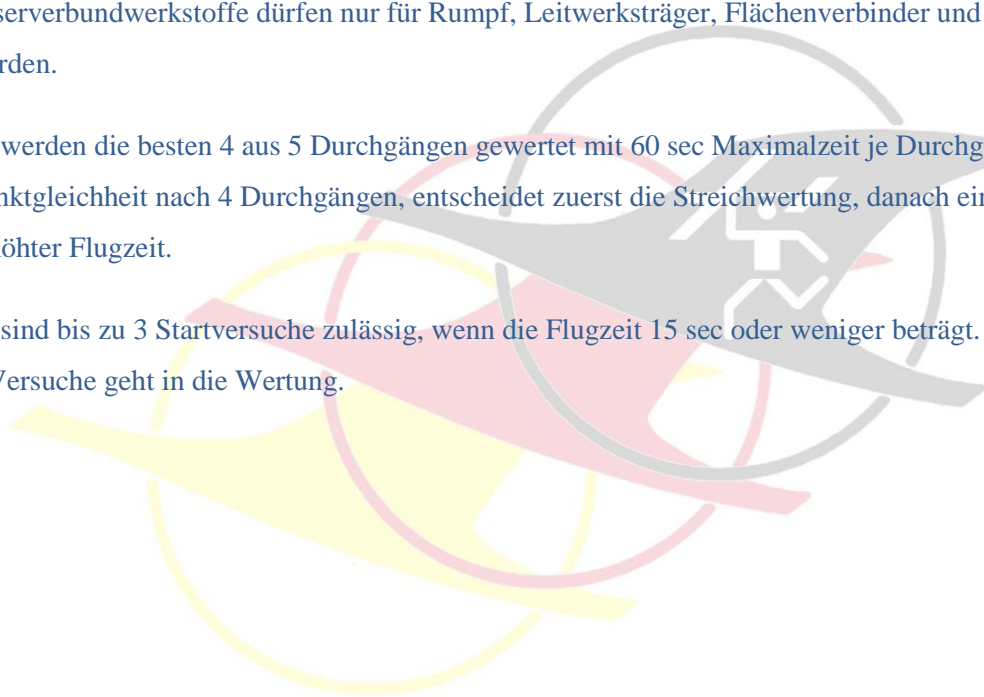 serverbundwerkstoffe dürfen nur für Rumpf, Leitwerksträger, Flächenverbinder und
rden.
werden die besten 4 aus 5 Durchgängen gewertet mit 60 sec Maximalzeit je Durchg
nktgleichheit nach 4 Durchgängen, entscheidet zuerst die Streichwertung, danach ein
öhter Flugzeit.
sind bis zu 3 Startversuche zulässig, wenn die Flugzeit 15 sec oder weniger beträgt.
Versuche geht in die Wertung.